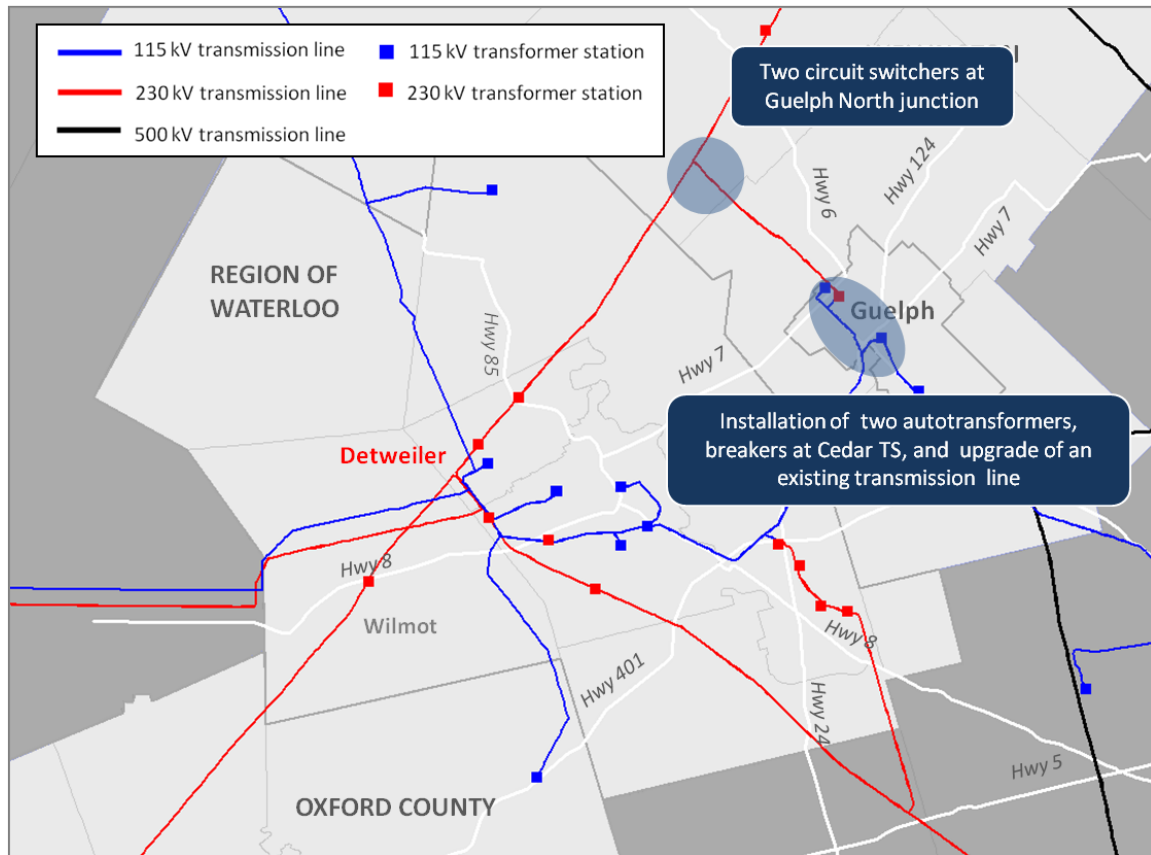 115 kV transmission line
115 kV transformer station
230 kV transmission line
230 kV transformer station
500 kV transmission line
Two circuit switchers at
Guelph North junction
Hwy 6
Hwy 124
Hwy 7
REGION OF
WATERLOO
Guelph
Hwy 85
Hwy 7
Installation of two autotransformers,
breakers at Cedar TS, and upgrade of an
existing transmission line
Detweiler
Hwy 8
Wilmot
Hwy 8
Hwy 401
Hwy 24
Hwy 5
OXFORD COUNTY